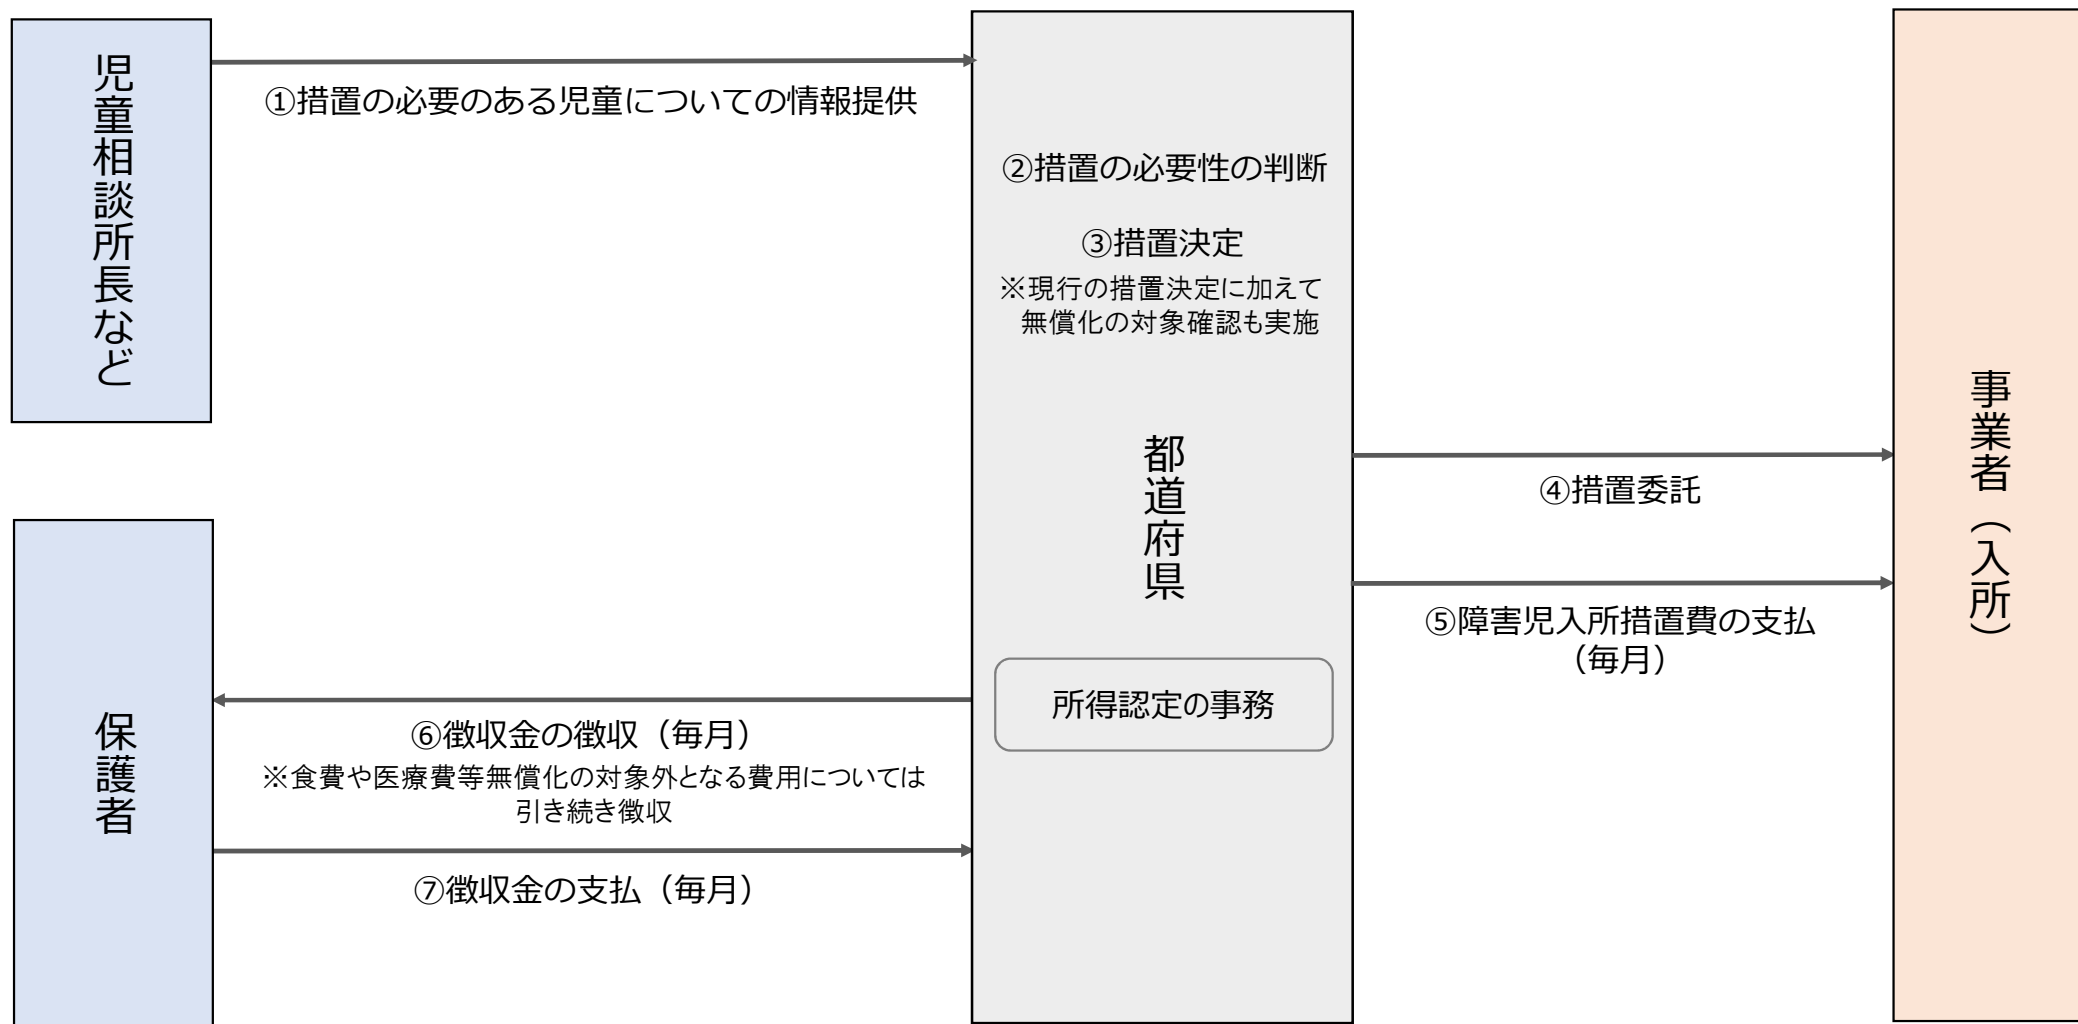 児童相談所長など
①措置の必要のある児童についての情報提供
②措置の必要性の判断
③措置決定
※現行の措置決定に加えて
無償化の対象確認も実施
都道府県
④措置委託
⑤障害児入所措置費の支払
（毎月）
事業者（入所）
所得認定の事務
保護者
⑥徴収金の徴収（毎月）
※食費や医療費等無償化の対象外となる費用については
引き続き徴収
⑦徴収金の支払（毎月）